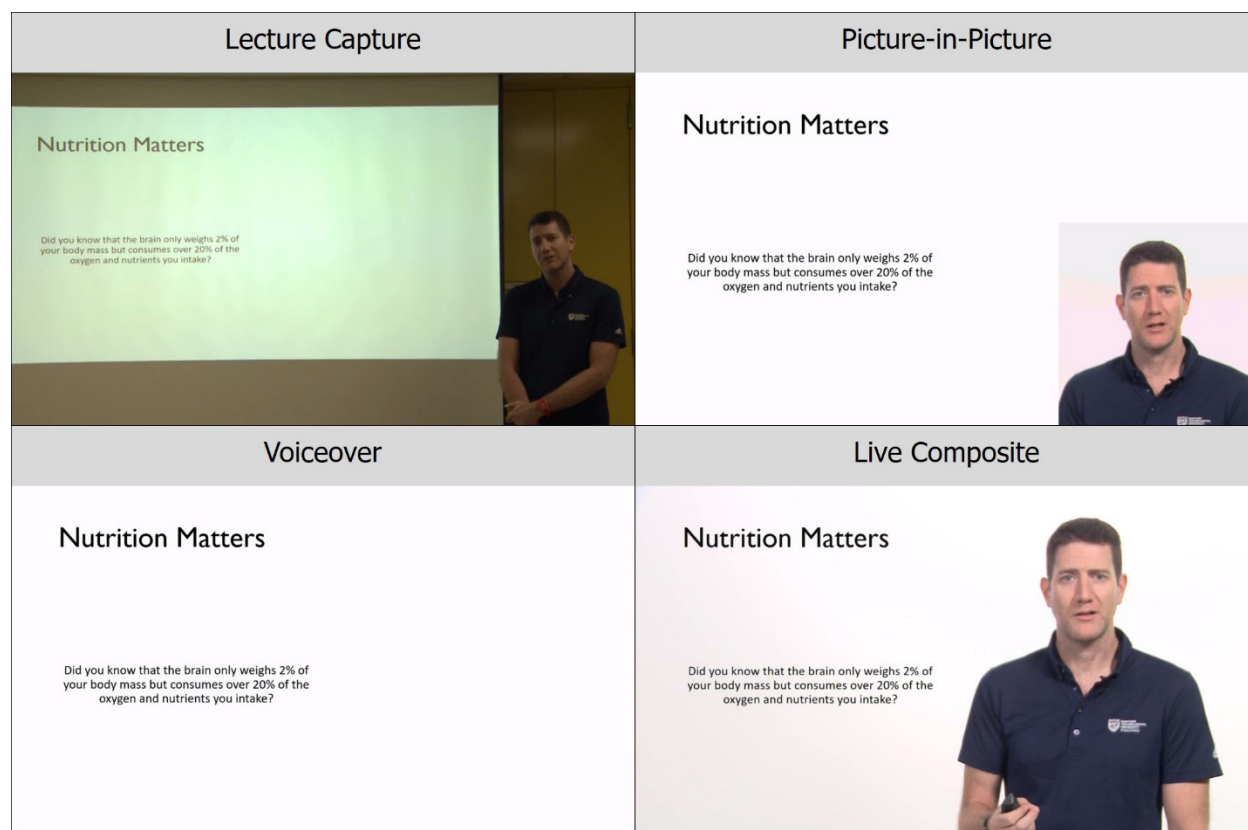 Lecture Capture
Nutrition Matters
Did you know that the brain only weighs 2% of
your body mass but consumes over 20% of the
oxygen and nutrients you intake?
Picture-in-Picture
Nutrition Matters
Did you know that the brain only weighs 2% of
your body mass but consumes over 20% of the
oxygen and nutrients you intake?
Voiceover
Nutrition Matters
Did you know that the brain only weighs 2% of
your body mass but consumes over 20% of the
oxygen and nutrients you intake?
Live Composite
Nutrition Matters
Did you know that the brain only weighs 2% of
your body mass but consumes over 20% of the
oxygen and nutrients you intake?